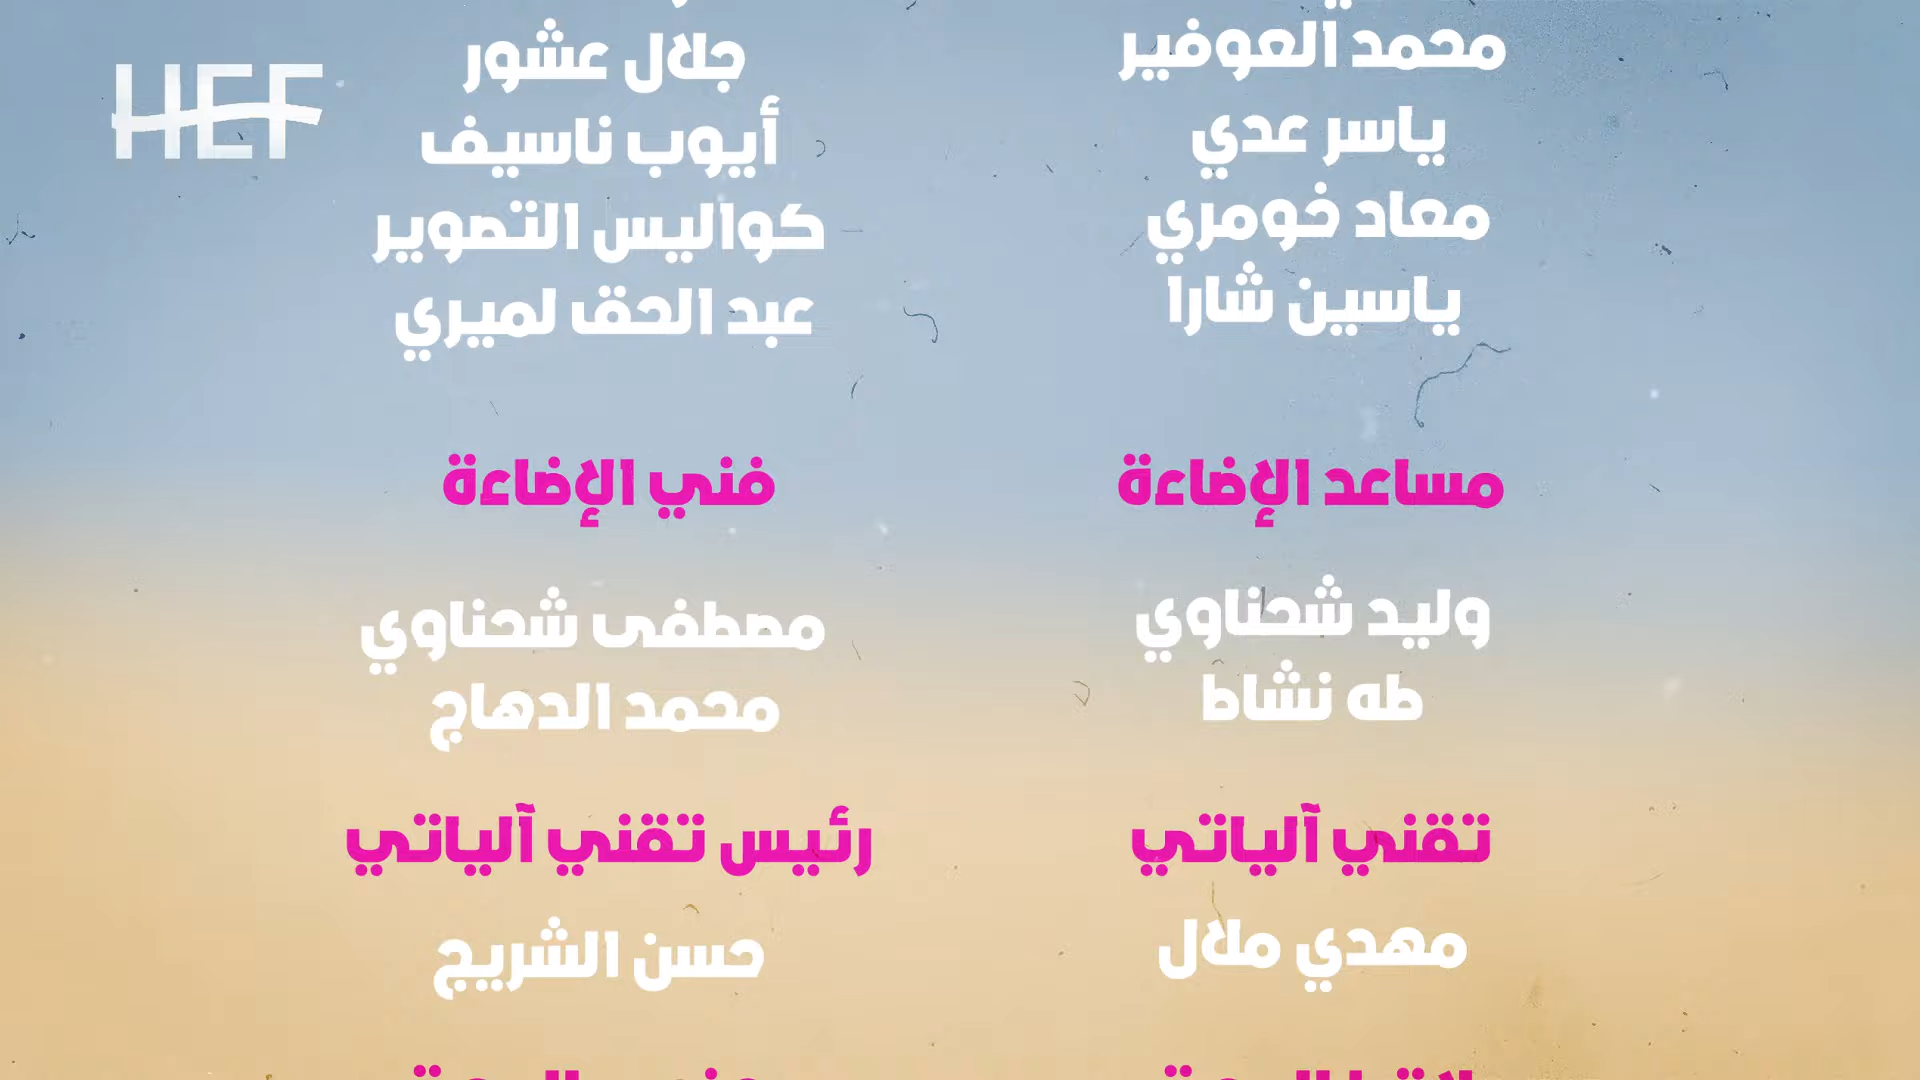 HEF
محمد العوفير
ياسر عدي
معاد خومري
ياسين شارا
مساعد الإضاءة
وليد شحناوي
طه نشاط
تقني آلياتي
مهدي ملال
جلال عشور
أيوب ناسيف
كواليس التصوير
عبد الحق لميري
فني الإضاءة
مصطفى شحناوي
محمد الدهاج
رئيس تقني آلياتي
حسن الشريج